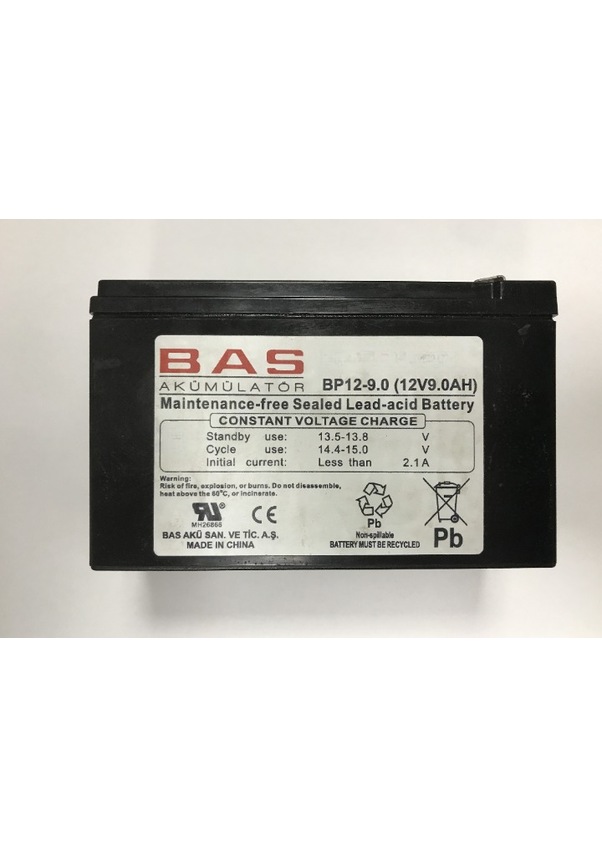 BAS
AKÜMÜLATÖR
BP12-9.0 (12V9.0AH)
Maintenance-free Sealed Lead-acid Battery
CONSTANT VOLTAGE CHARGE
Standby use: 13.5-13.8 V
Cycle use: 14.4-15.0 V
Initial current: Less than 2.1 A
Warning:
Risk of fire, explosion, or burns. Do not disassemble,
heat above the 60°C, or incinerate.
MH26866
CE
BAS AKÜ SAN. VE TİC. A.Ş.
MADE IN CHINA
Pb
Non-spillable
BATTERY MUST BE RECYCLED
Pb